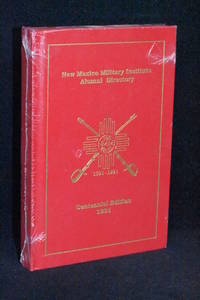 New Mexico Military Institute
Alumni Directory
1891-1991
Centennial Edition
1991